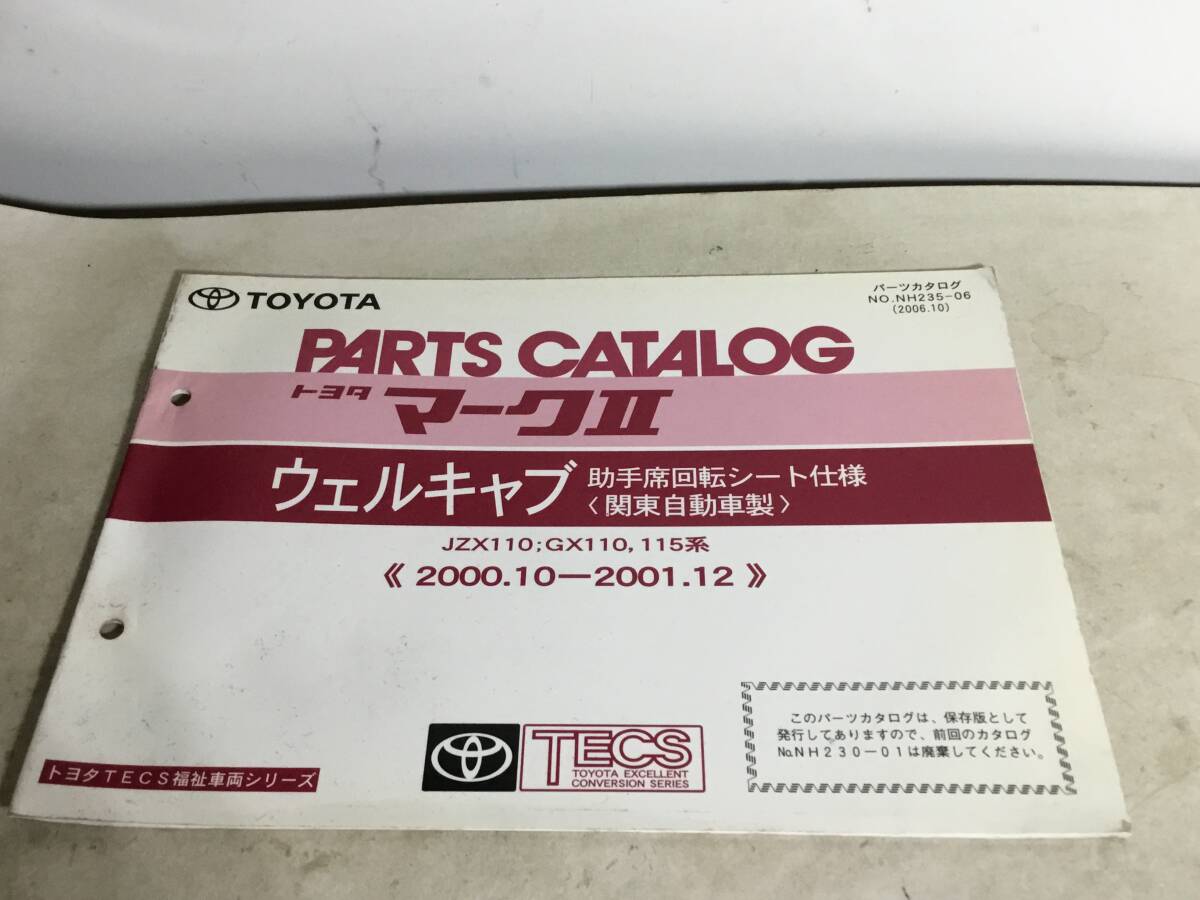 TOYOTA
パーツカタログ
NO.NH235-06
(2006.10)
PARTS CATALOG
トヨタ マークII
ウェルキャブ 助手席回転シート仕様
〈関東自動車製〉
JZX110;GX110,115系
《 2000.10―2001.12 》
このパーツカタログは、保存版として
発行してありますので、前回のカタログ
No.NH230-01は廃棄してください。
TECS
TOYOTA EXCELLENT
CONVERSION SERIES
トヨタTECS福祉車両シリーズ